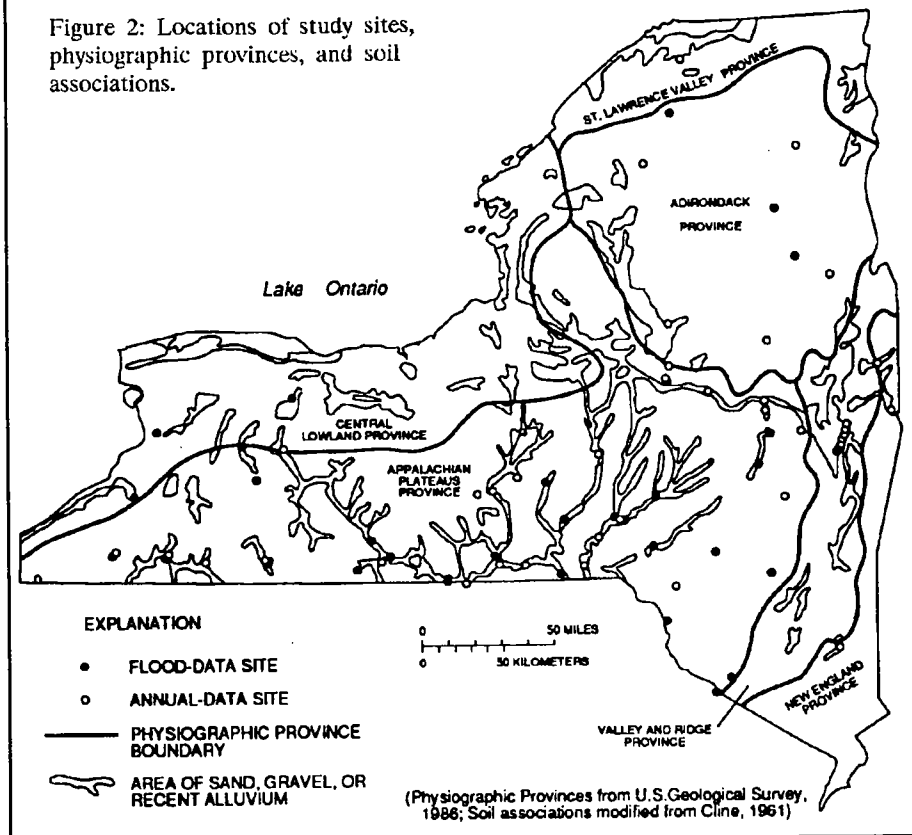 Figure 2: Locations of study sites,
physiographic provinces, and soil
associations.
ST. LAWRENCE VALLEY PROVINCE
ADIRONDACK
PROVINCE
Lake Ontario
CENTRAL
LOWLAND PROVINCE
APPALACHIAN
PLATEAUS
PROVINCE
EXPLANATION
FLOOD-DATA SITE
ANNUAL-DATA SITE
PHYSIOGRAPHIC PROVINCE
BOUNDARY
AREA OF SAND, GRAVEL, OR
RECENT ALLUVIUM
0 50 MILES
0 50 KILOMETERS
NEW ENGLAND
PROVINCE
VALLEY AND RIDGE
PROVINCE
(Physiographic Provinces from U.S.Geological Survey,
1986; Soil associations modified from Cline, 1961)